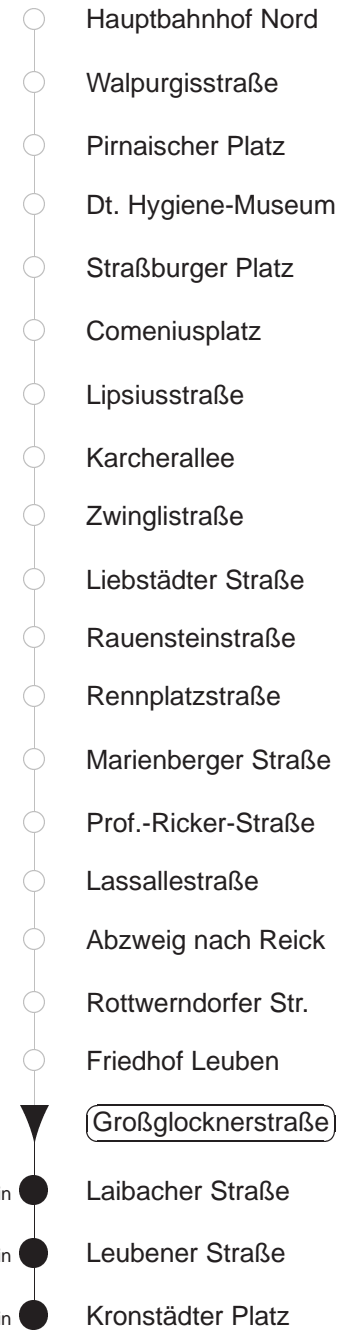 Hauptbahnhof Nord
Walpurgisstraße
Pirnaischer Platz
Dt. Hygiene-Museum
Straßburger Platz
Comeniusplatz
Lipsiusstraße
Karcherallee
Zwinglistraße
Liebstädter Straße
Rauensteinstraße
Rennplatzstraße
Marienberger Straße
Prof.-Ricker-Straße
Lassallestraße
Abzweig nach Reick
Rottwerndorfer Str.
Friedhof Leuben
Großglocknerstraße
Laibacher Straße
Leubener Straße
Kronstädter Platz